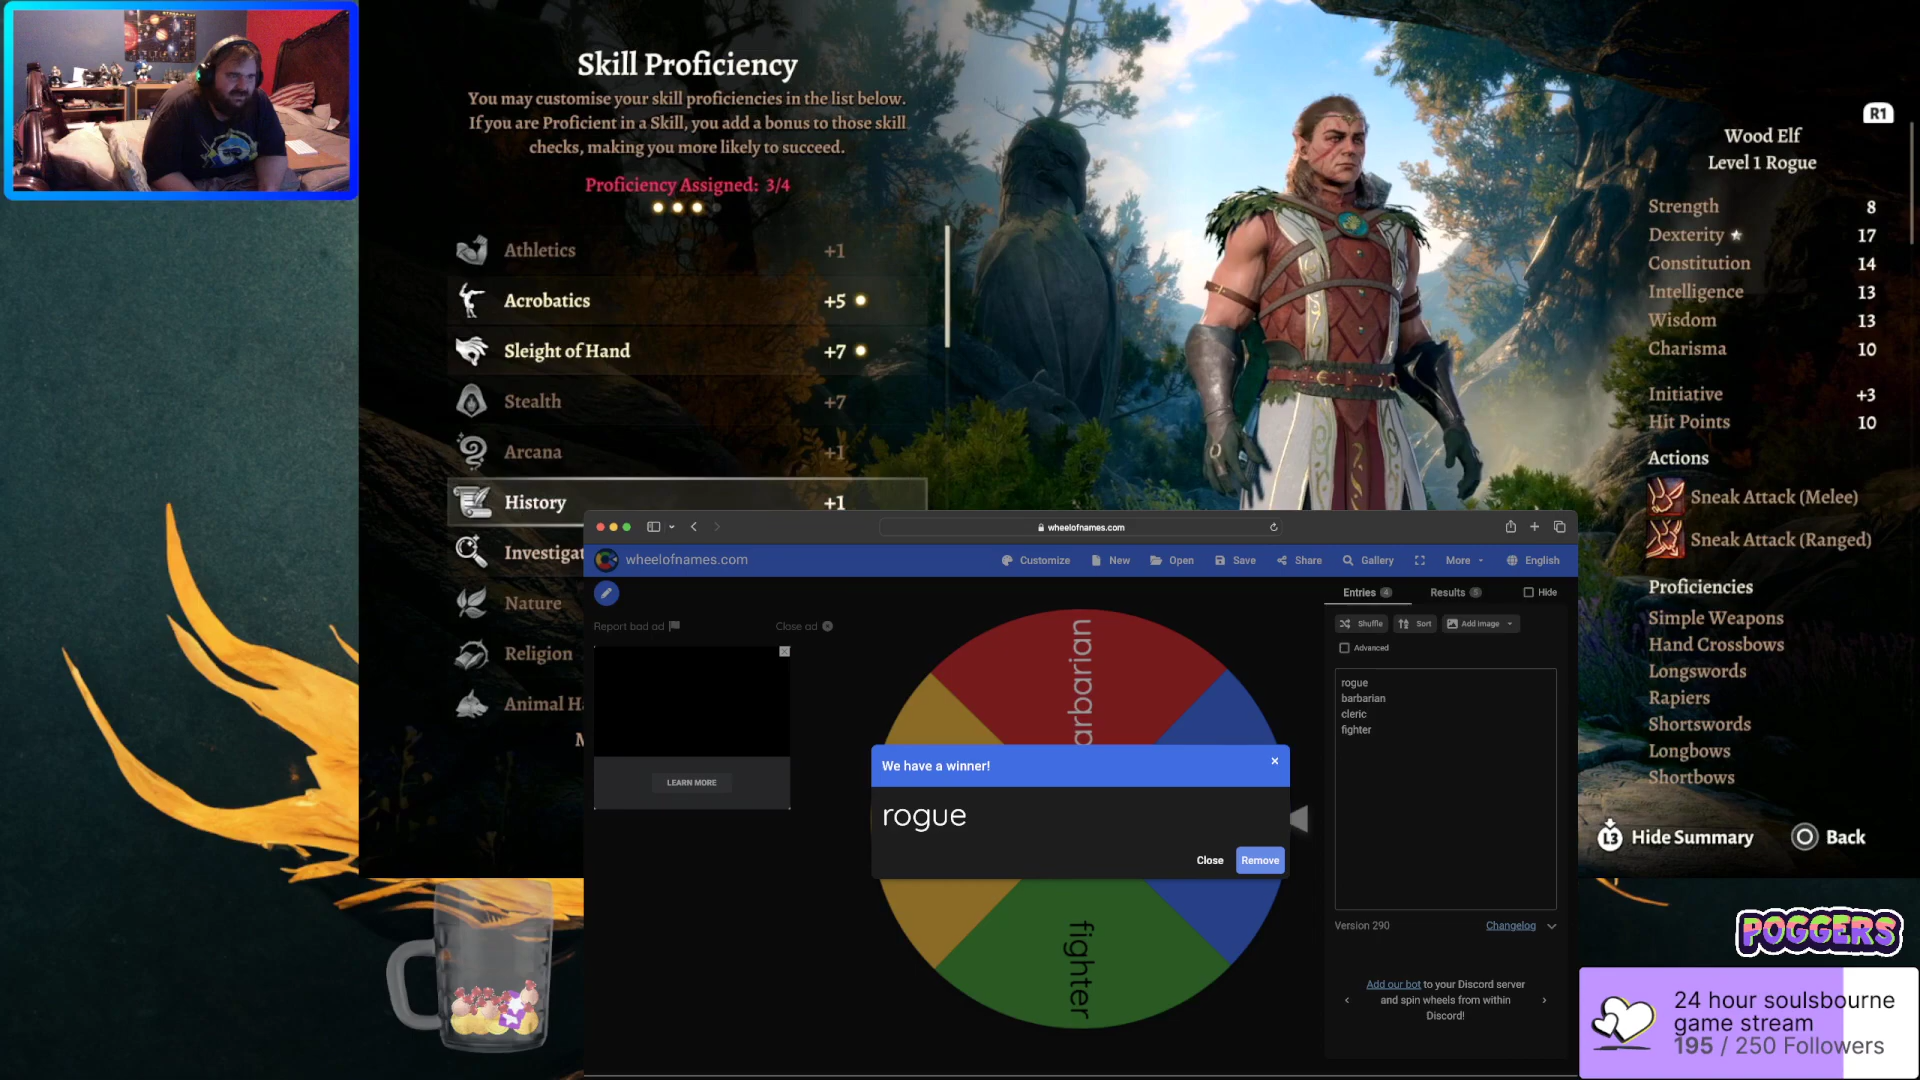 Skill Proficiency
You may customise your skill proficiencies in the list below.
If you are Proficient in a Skill, you add a bonus to those skill
checks, making you more likely to succeed.
Proficiency Assigned: 3/4
Athletics +1
Acrobatics +5
Sleight of Hand +7
Stealth +7
Arcana +1
History +1
Investigat
Nature
Religion
Animal Ha
R1
Wood Elf
Level 1 Rogue
Strength 8
Dexterity 17
Constitution 14
Intelligence 13
Wisdom 13
Charisma 10
Initiative +3
Hit Points 10
Actions
Sneak Attack (Melee)
Sneak Attack (Ranged)
Proficiencies
Simple Weapons
Hand Crossbows
Longswords
Rapiers
Shortswords
Longbows
Shortbows
L3 Hide Summary Back
wheelofnames.com
wheelofnames.com Customize New Open Save Share Gallery More English
Report bad ad Close ad
LEARN MORE
arbarian
fighter
We have a winner!
rogue
Close Remove
Entries 4 Results 5 Hide
Shuffle Sort Add image
Advanced
rogue
barbarian
cleric
fighter
Version 290 Changelog
Add our bot to your Discord server
and spin wheels from within
Discord!
POGGERS
24 hour soulsbourne
game stream
195 / 250 Followers